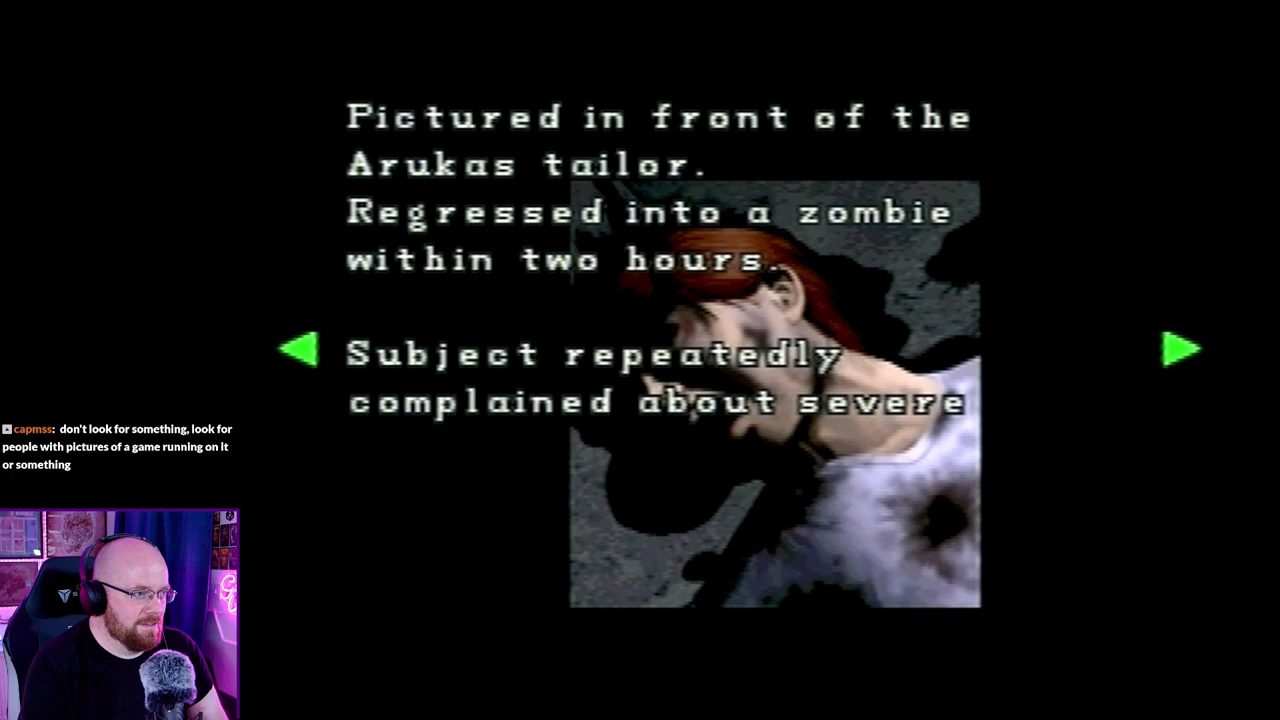 Pictured in front of the
Arukas tailor.
Regressed into a zombie
within two hours.
Subject repeatedly
complained about severe
capmss: don't look for something, look for
people with pictures of a game running on it
or something